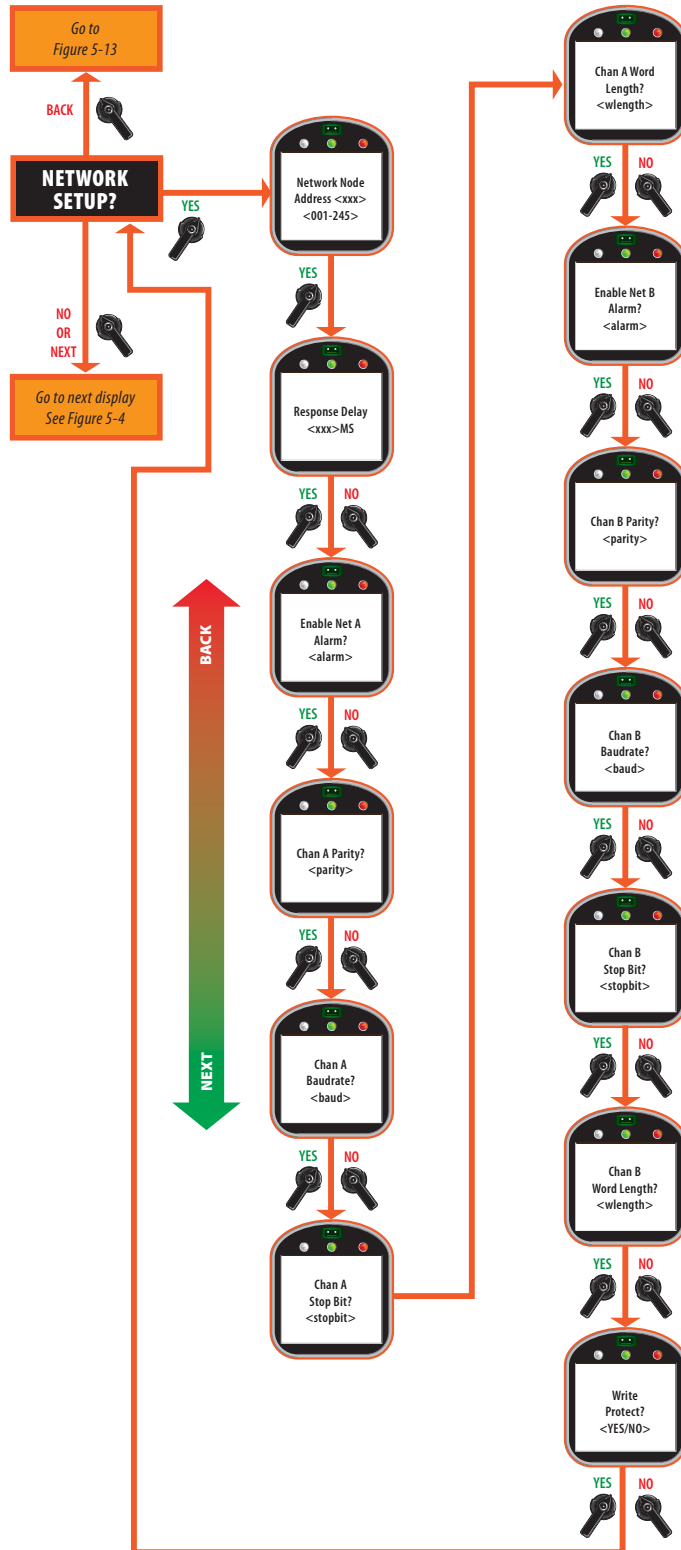 Go to
Figure 5-13
BACK
NETWORK
SETUP?
YES
NO
OR
NEXT
Go to next display
See Figure 5-4
BACK
NEXT
Network Node
Address <xxx>
<001-245>
YES
Response Delay
<xxx>MS
YES NO
Enable Net A
Alarm?
<alarm>
YES NO
Chan A Parity?
<parity>
YES NO
Chan A
Baudrate?
<baud>
YES NO
Chan A
Stop Bit?
<stopbit>
Chan A Word
Length?
<wlength>
YES NO
Enable Net B
Alarm?
<alarm>
YES NO
Chan B Parity?
<parity>
YES NO
Chan B
Baudrate?
<baud>
YES NO
Chan B
Stop Bit?
<stopbit>
YES NO
Chan B
Word Length?
<wlength>
YES NO
Write
Protect?
<YES/NO>
YES NO